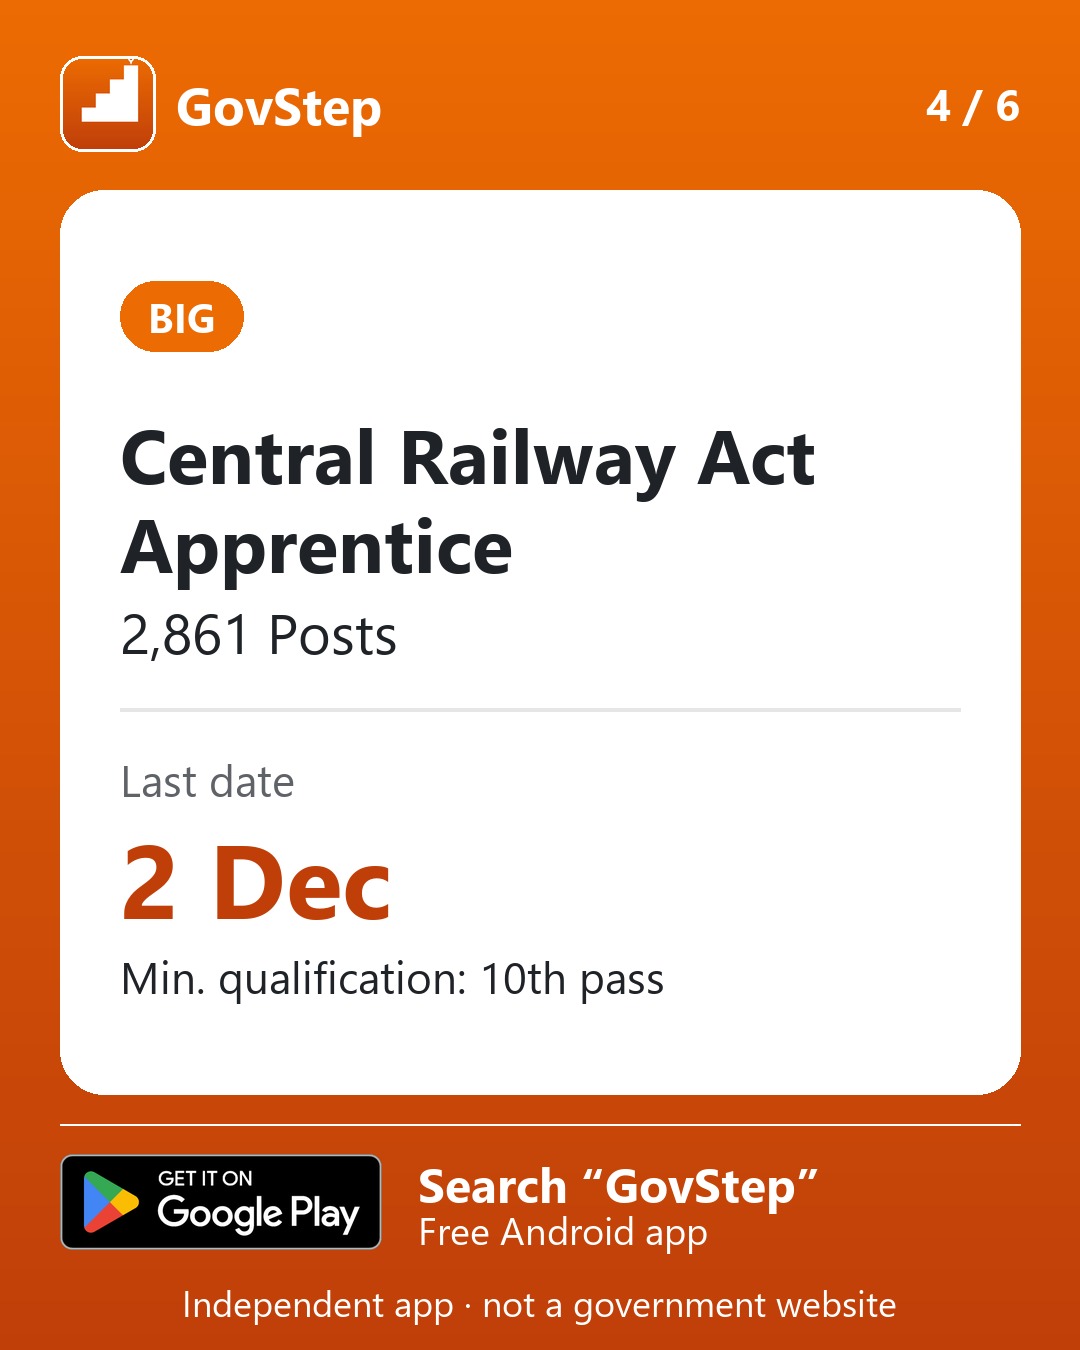 GovStep
4 / 6
BIG
Central Railway Act
Apprentice
2,861 Posts
Last date
2 Dec
Min. qualification: 10th pass
GET IT ON
Google Play
Search “GovStep”
Free Android app
Independent app · not a government website